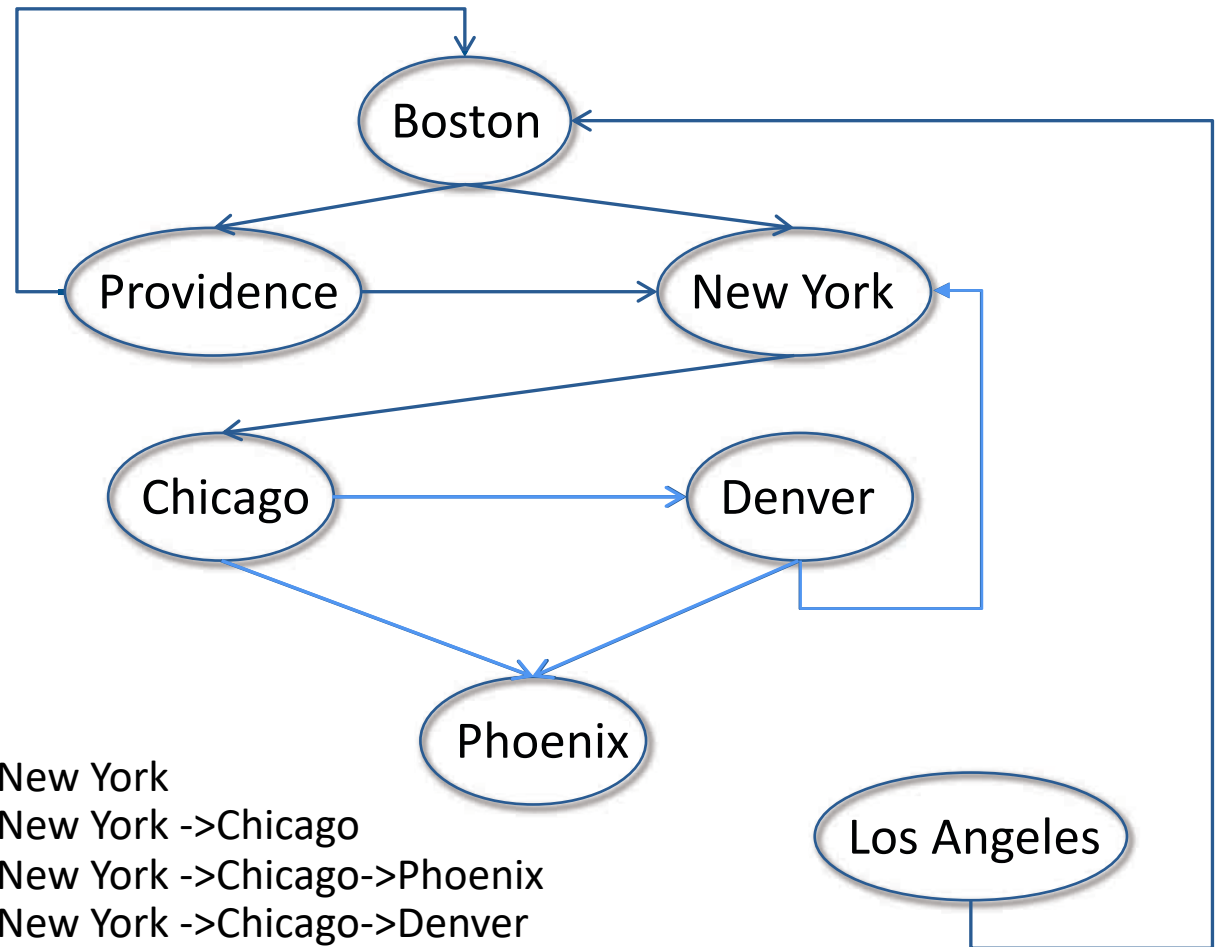 Boston
Providence
New York
Chicago
Denver
Phoenix
Los Angeles
New York
New York ->Chicago
New York ->Chicago->Phoenix
New York ->Chicago->Denver